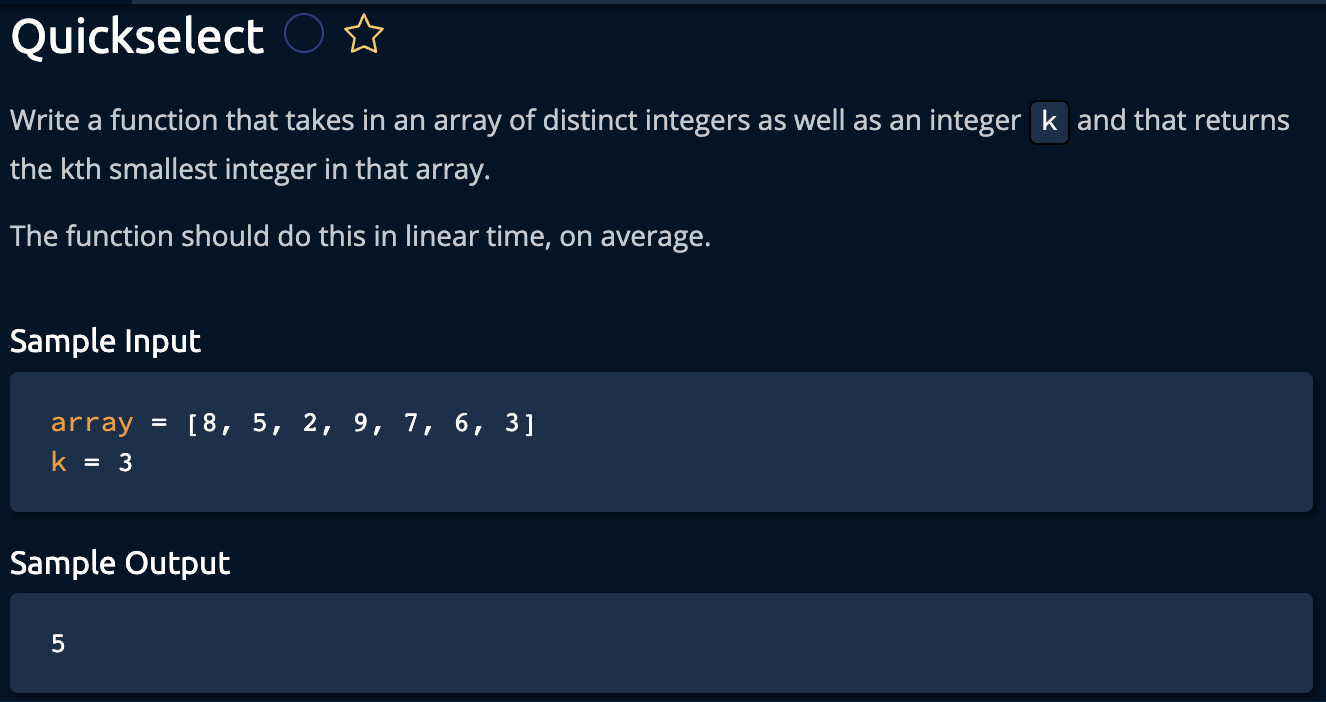 Quickselect
Write a function that takes in an array of distinct integers as well as an integer k and that returns
the kth smallest integer in that array.
The function should do this in linear time, on average.
Sample Input
array = [8, 5, 2, 9, 7, 6, 3]
k = 3
Sample Output
5